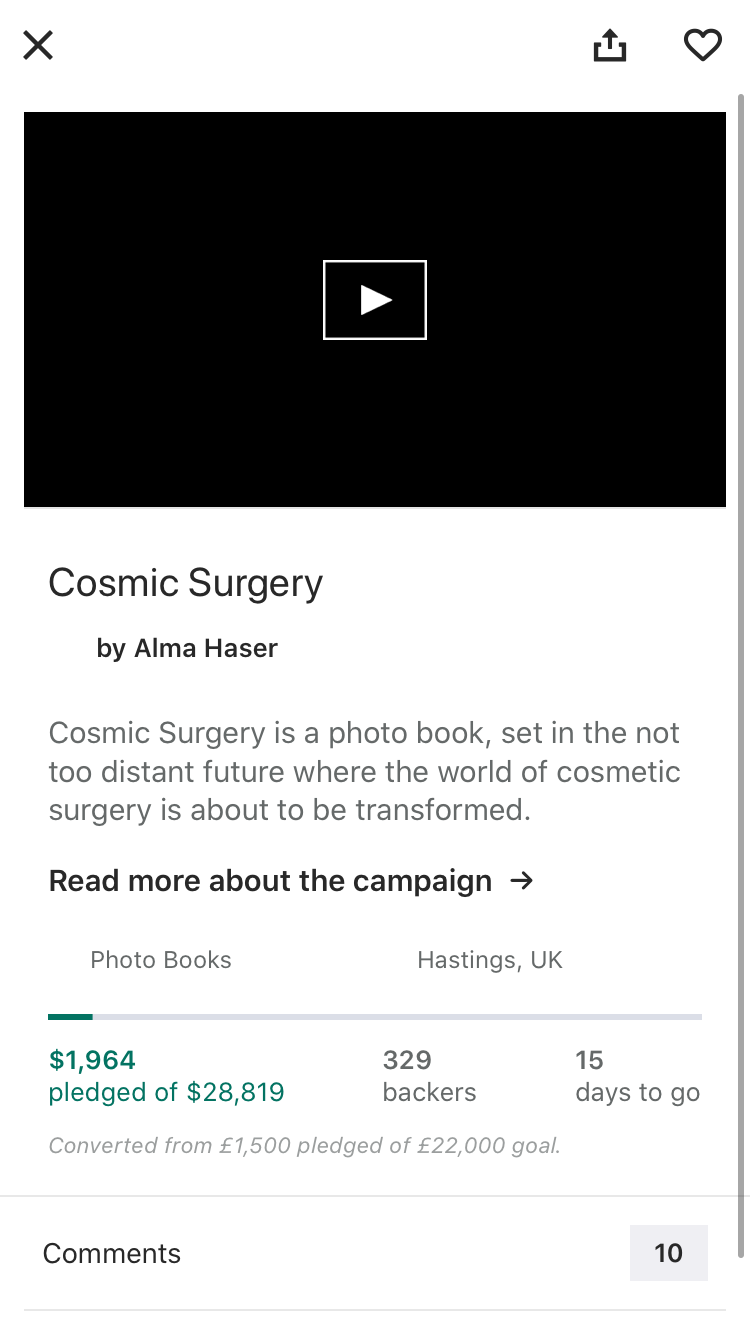 Cosmic Surgery
by Alma Haser
Cosmic Surgery is a photo book, set in the not
too distant future where the world of cosmetic
surgery is about to be transformed.
Read more about the campaign →
Photo Books
Hastings, UK
$1,964
pledged of $28,819
329
backers
15
days to go
Converted from £1,500 pledged of £22,000 goal.
Comments
10